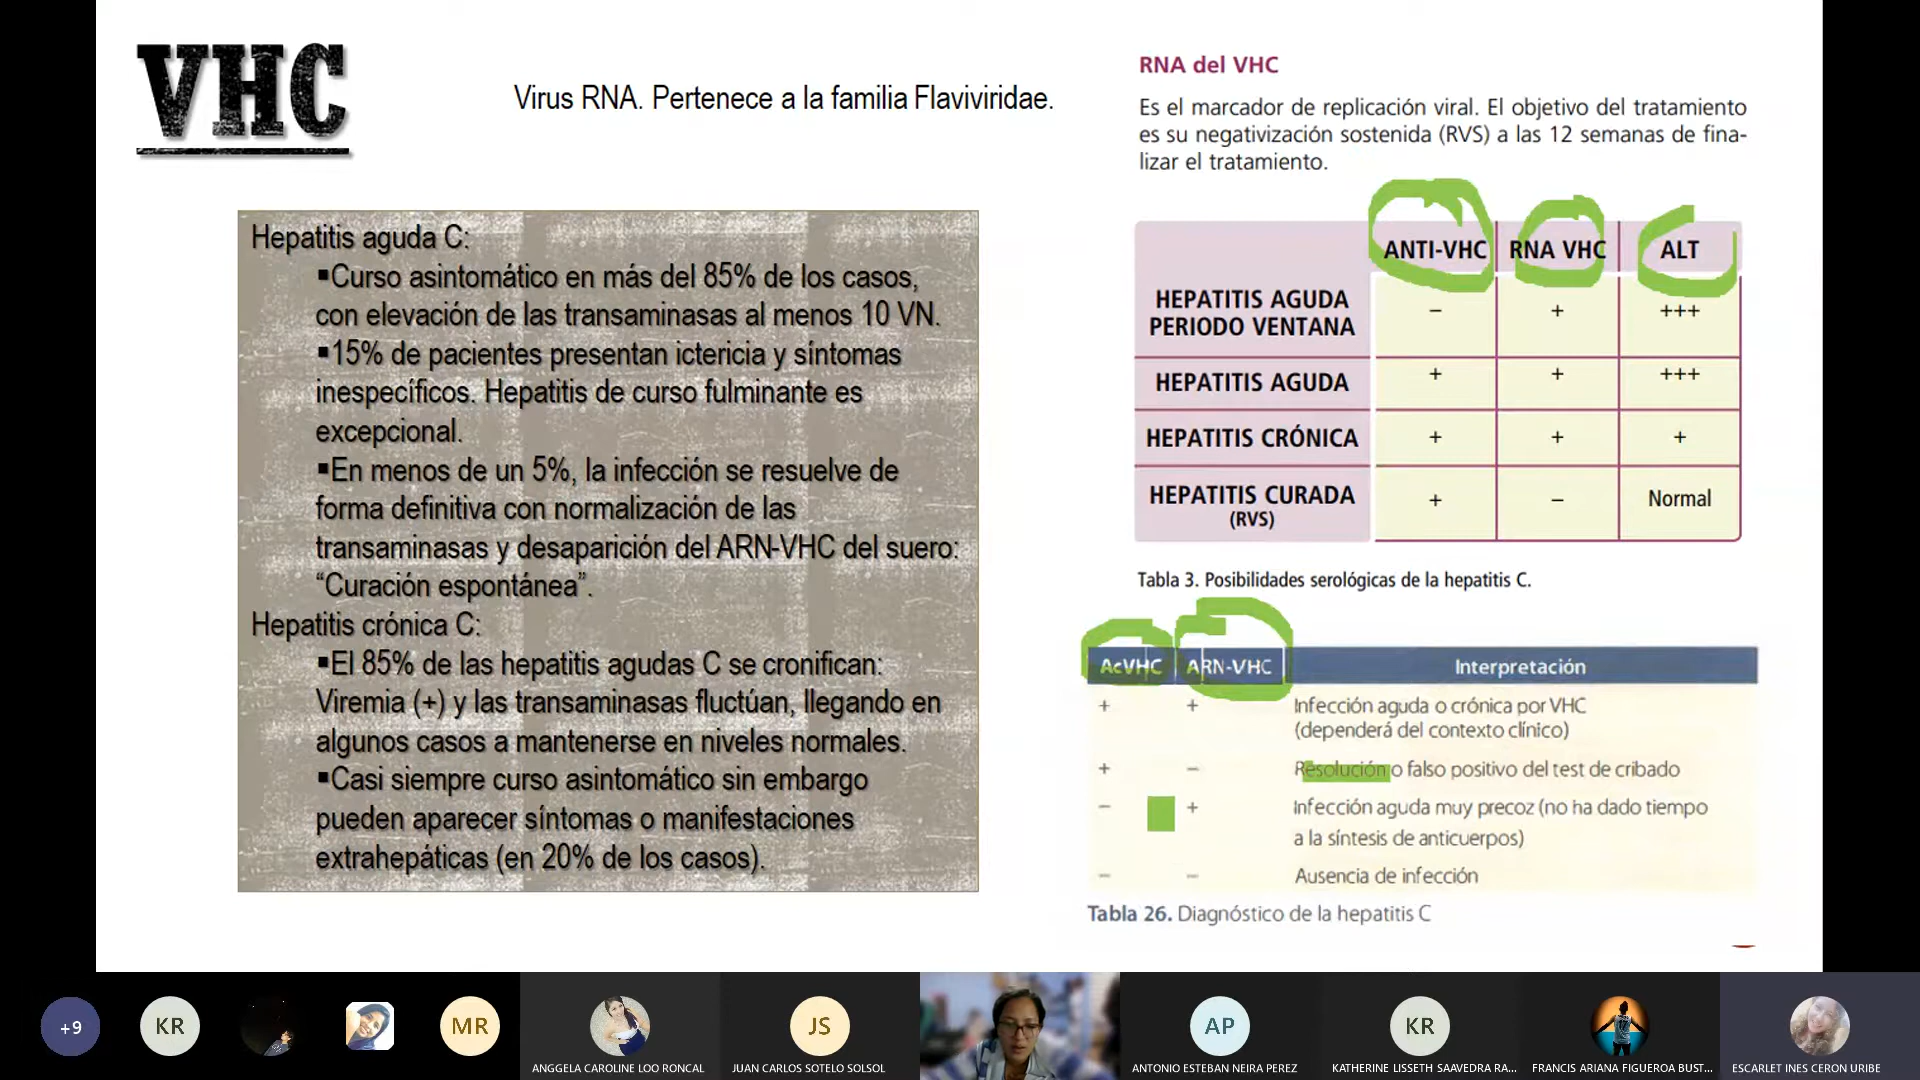 VHC
Virus RNA. Pertenece a la familia Flaviviridae.
Hepatitis aguda C:
▪Curso asintomático en más del 85% de los casos,
con elevación de las transaminasas al menos 10 VN.
▪15% de pacientes presentan ictericia y síntomas
inespecíficos. Hepatitis de curso fulminante es
excepcional.
▪En menos de un 5%, la infección se resuelve de
forma definitiva con normalización de las
transaminasas y desaparición del ARN-VHC del suero:
“Curación espontánea”.
Hepatitis crónica C:
▪El 85% de las hepatitis agudas C se cronifican:
Viremia (+) y las transaminasas fluctúan, llegando en
algunos casos a mantenerse en niveles normales.
▪Casi siempre curso asintomático sin embargo
pueden aparecer síntomas o manifestaciones
extrahepáticas (en 20% de los casos).
RNA del VHC
Es el marcador de replicación viral. El objetivo del tratamiento
es su negativización sostenida (RVS) a las 12 semanas de fina-
lizar el tratamiento.
ANTI-VHC RNA VHC ALT
HEPATITIS AGUDA
PERIODO VENTANA – + +++
HEPATITIS AGUDA + + +++
HEPATITIS CRÓNICA + + +
HEPATITIS CURADA
(RVS) + – Normal
Tabla 3. Posibilidades serológicas de la hepatitis C.
AcVHC ARN-VHC Interpretación
+ + Infección aguda o crónica por VHC
(dependerá del contexto clínico)
+ – Resolución o falso positivo del test de cribado
– + Infección aguda muy precoz (no ha dado tiempo
a la síntesis de anticuerpos)
– – Ausencia de infección
Tabla 26. Diagnóstico de la hepatitis C
+9
KR
MR
ANGGELA CAROLINE LOO RONCAL
JS
JUAN CARLOS SOTELO SOLSOL
AP
ANTONIO ESTEBAN NEIRA PEREZ
KR
KATHERINE LISSETH SAAVEDRA RA...
FRANCIS ARIANA FIGUEROA BUST...
ESCARLET INES CERON URIBE